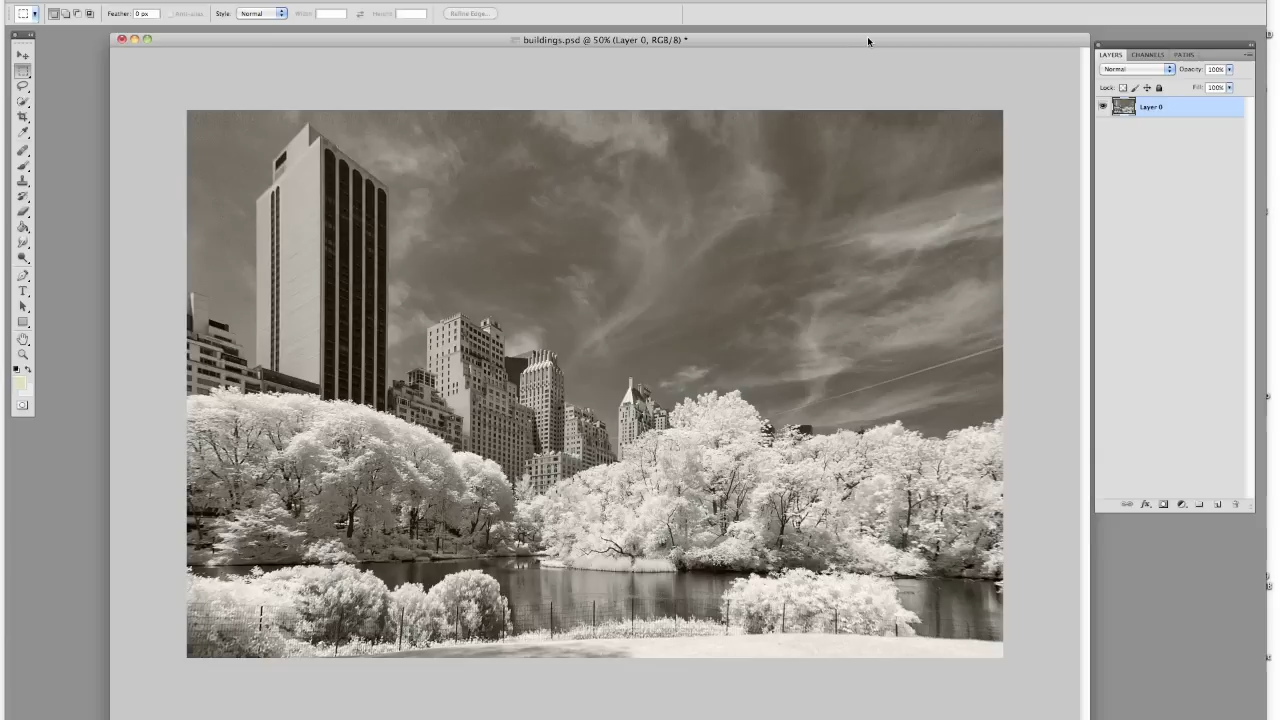 Feather: 0 px Anti-alias Style: Normal Width: Height: Refine Edge...
buildings.psd @ 50% (Layer 0, RGB/8) *
LAYERS CHANNELS PATHS
Normal Opacity: 100%
Lock: Fill: 100%
Layer 0